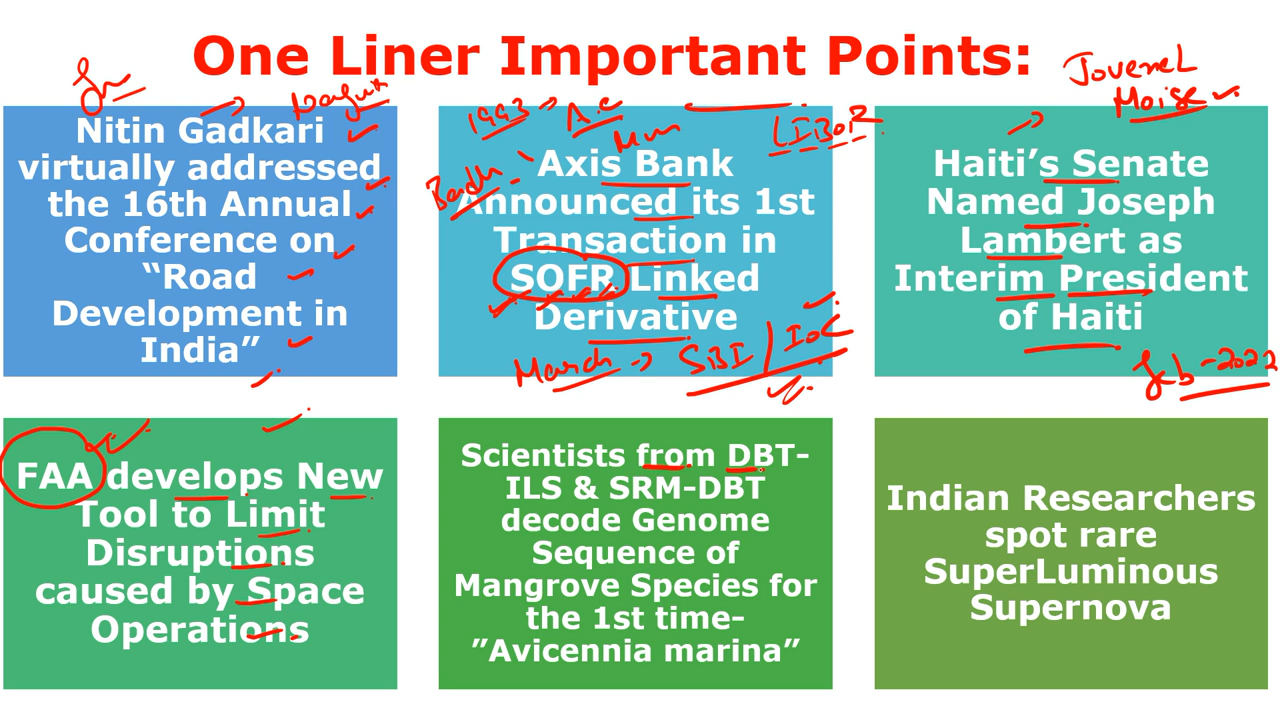 One Liner Important Points:
Jovenel
Moise
Nagpur
1993
LIBOR
Nitin Gadkari
virtually addressed
the 16th Annual
Conference on
“Road
Development in
India”
Axis Bank
Announced its 1st
Transaction in
SOFR Linked
Derivative
March → SBI / IOC
Haiti’s Senate
Named Joseph
Lambert as
Interim President
of Haiti
Feb-2022
FAA develops New
Tool to Limit
Disruptions
caused by Space
Operations
Scientists from DBT-
ILS & SRM-DBT
decode Genome
Sequence of
Mangrove Species for
the 1st time-
”Avicennia marina”
Indian Researchers
spot rare
SuperLuminous
Supernova